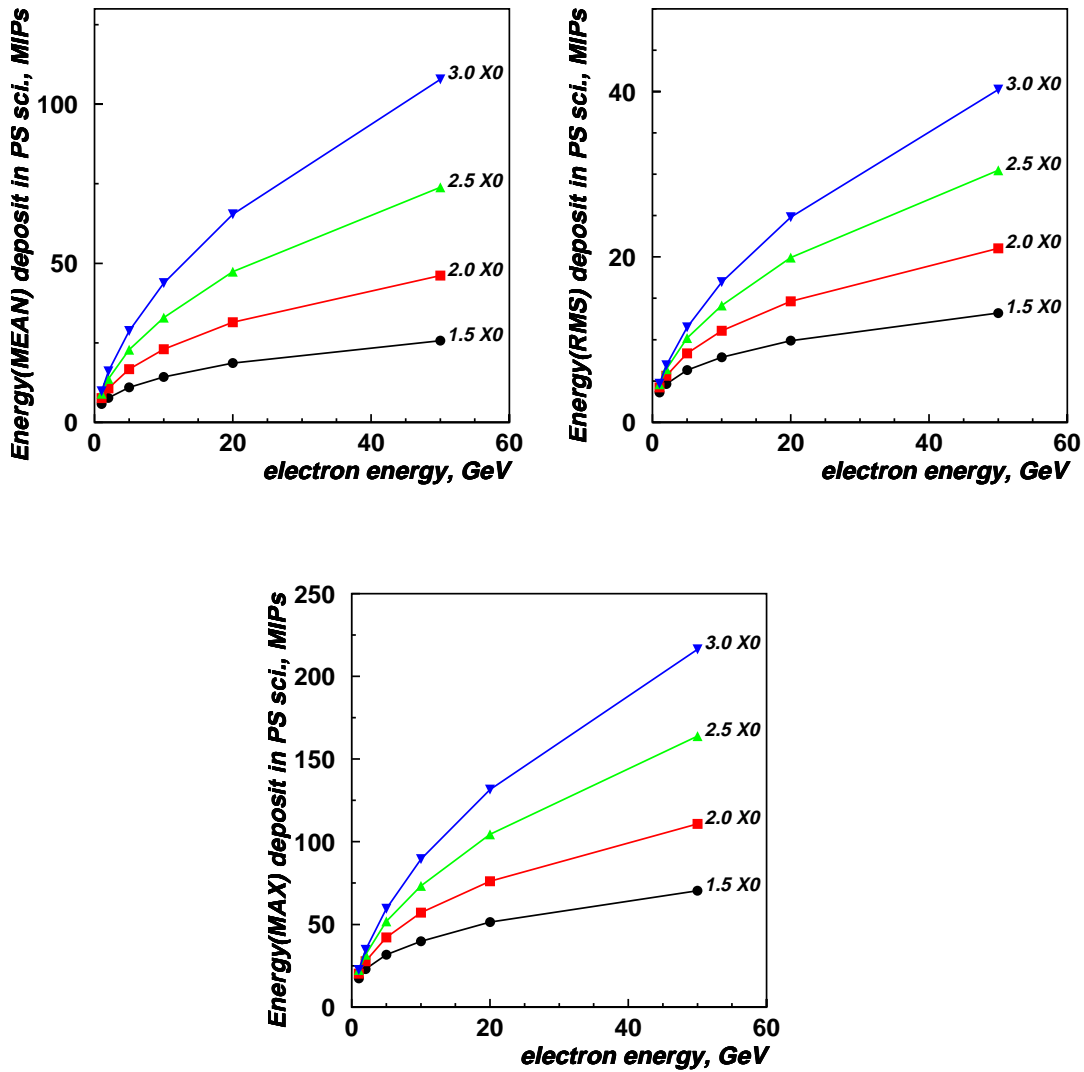 Energy(MEAN) deposit in PS sci., MIPs
100
50
0
0 20 40 60
electron energy, GeV
3.0 X0
2.5 X0
2.0 X0
1.5 X0
Energy(RMS) deposit in PS sci., MIPs
40
20
0
0 20 40 60
electron energy, GeV
3.0 X0
2.5 X0
2.0 X0
1.5 X0
Energy(MAX) deposit in PS sci., MIPs
250
200
150
100
50
0
0 20 40 60
electron energy, GeV
3.0 X0
2.5 X0
2.0 X0
1.5 X0